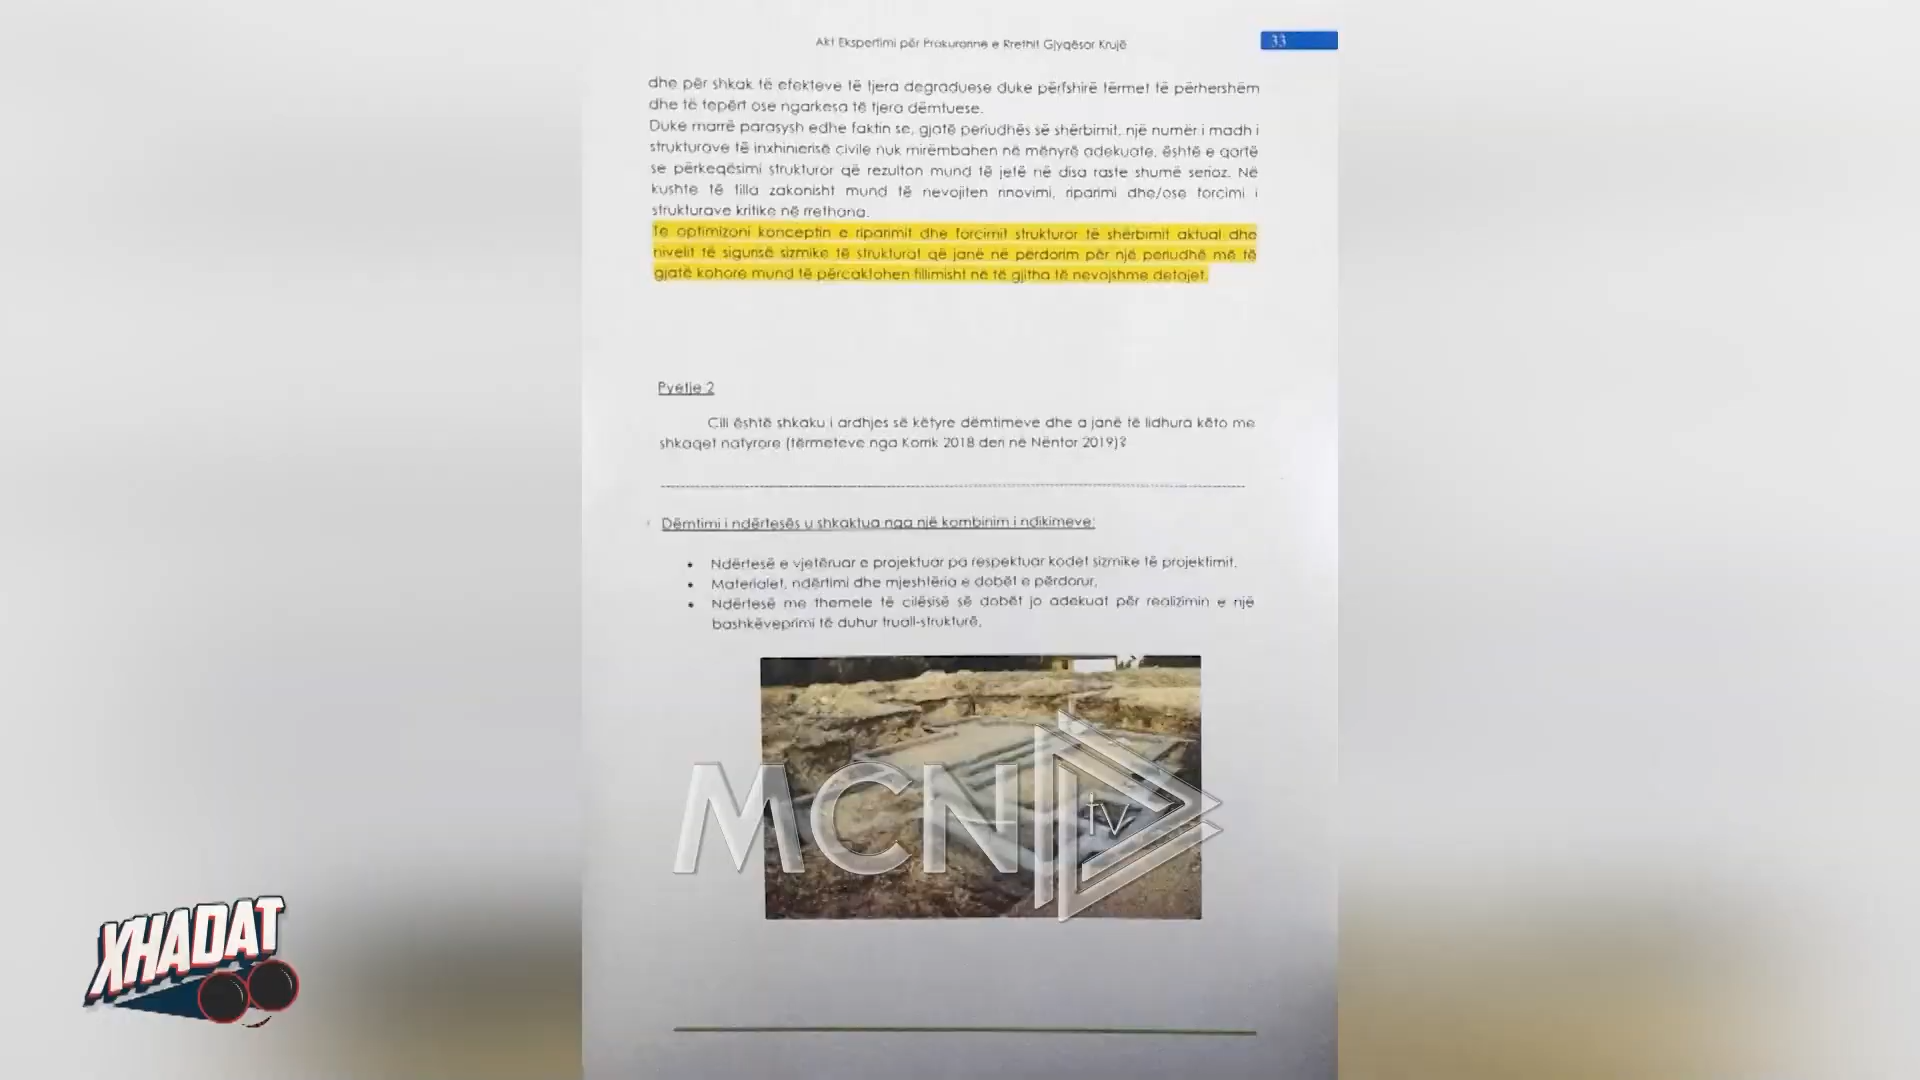 Akt Ekspertimi për Prokurorinë e Rrethit Gjyqësor Krujë
33
dhe për shkak të efekteve të tjera degraduese duke përfshirë tërmet të përhershëm
dhe të tepërt ose ngarkesa të tjera dëmtuese.
Duke marrë parasysh edhe faktin se, gjatë periudhës së shërbimit, një numër i madh i
strukturave të inxhinierisë civile nuk mirëmbahen në mënyrë adekuate, është e qartë
se përkeqësimi strukturor që rezulton mund të jetë në disa raste shumë serioz. Në
kushte të tilla zakonisht mund të nevojiten rinovimi, riparimi dhe/ose forcimi i
strukturave kritike në rrethana.
Te optimizoni konceptin e riparimit dhe forcimit strukturor të shërbimit aktual dhe
nivelit të sigurisë sizmike të strukturat që janë në përdorim për një periudhë më të
gjatë kohore mund të përcaktohen fillimisht në të gjitha të nevojshme detajet.
Pyetje 2
Cili është shkaku i ardhjes së këtyre dëmtimeve dhe a janë të lidhura këto me
shkaqet natyrore (tërmeteve nga Korrik 2018 deri në Nëntor 2019)?
Dëmtimi i ndërtesës u shkaktua nga një kombinim i ndikimeve:
• Ndërtesë e vjetëruar e projektuar pa respektuar kodet sizmike të projektimit,
• Materialet, ndërtimi dhe mjeshtëria e dobët e përdorur,
• Ndërtesë me themele të cilësisë së dobët jo adekuat për realizimin e një
bashkëveprimi të duhur truall-strukturë,
MCN tv
XHADAT